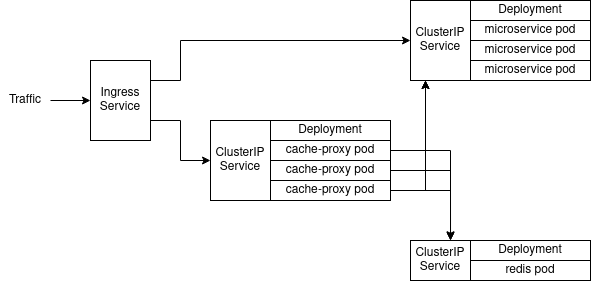 Traffic
Ingress
Service
ClusterIP
Service
Deployment
microservice pod
microservice pod
microservice pod
ClusterIP
Service
Deployment
cache-proxy pod
cache-proxy pod
cache-proxy pod
ClusterIP
Service
Deployment
redis pod